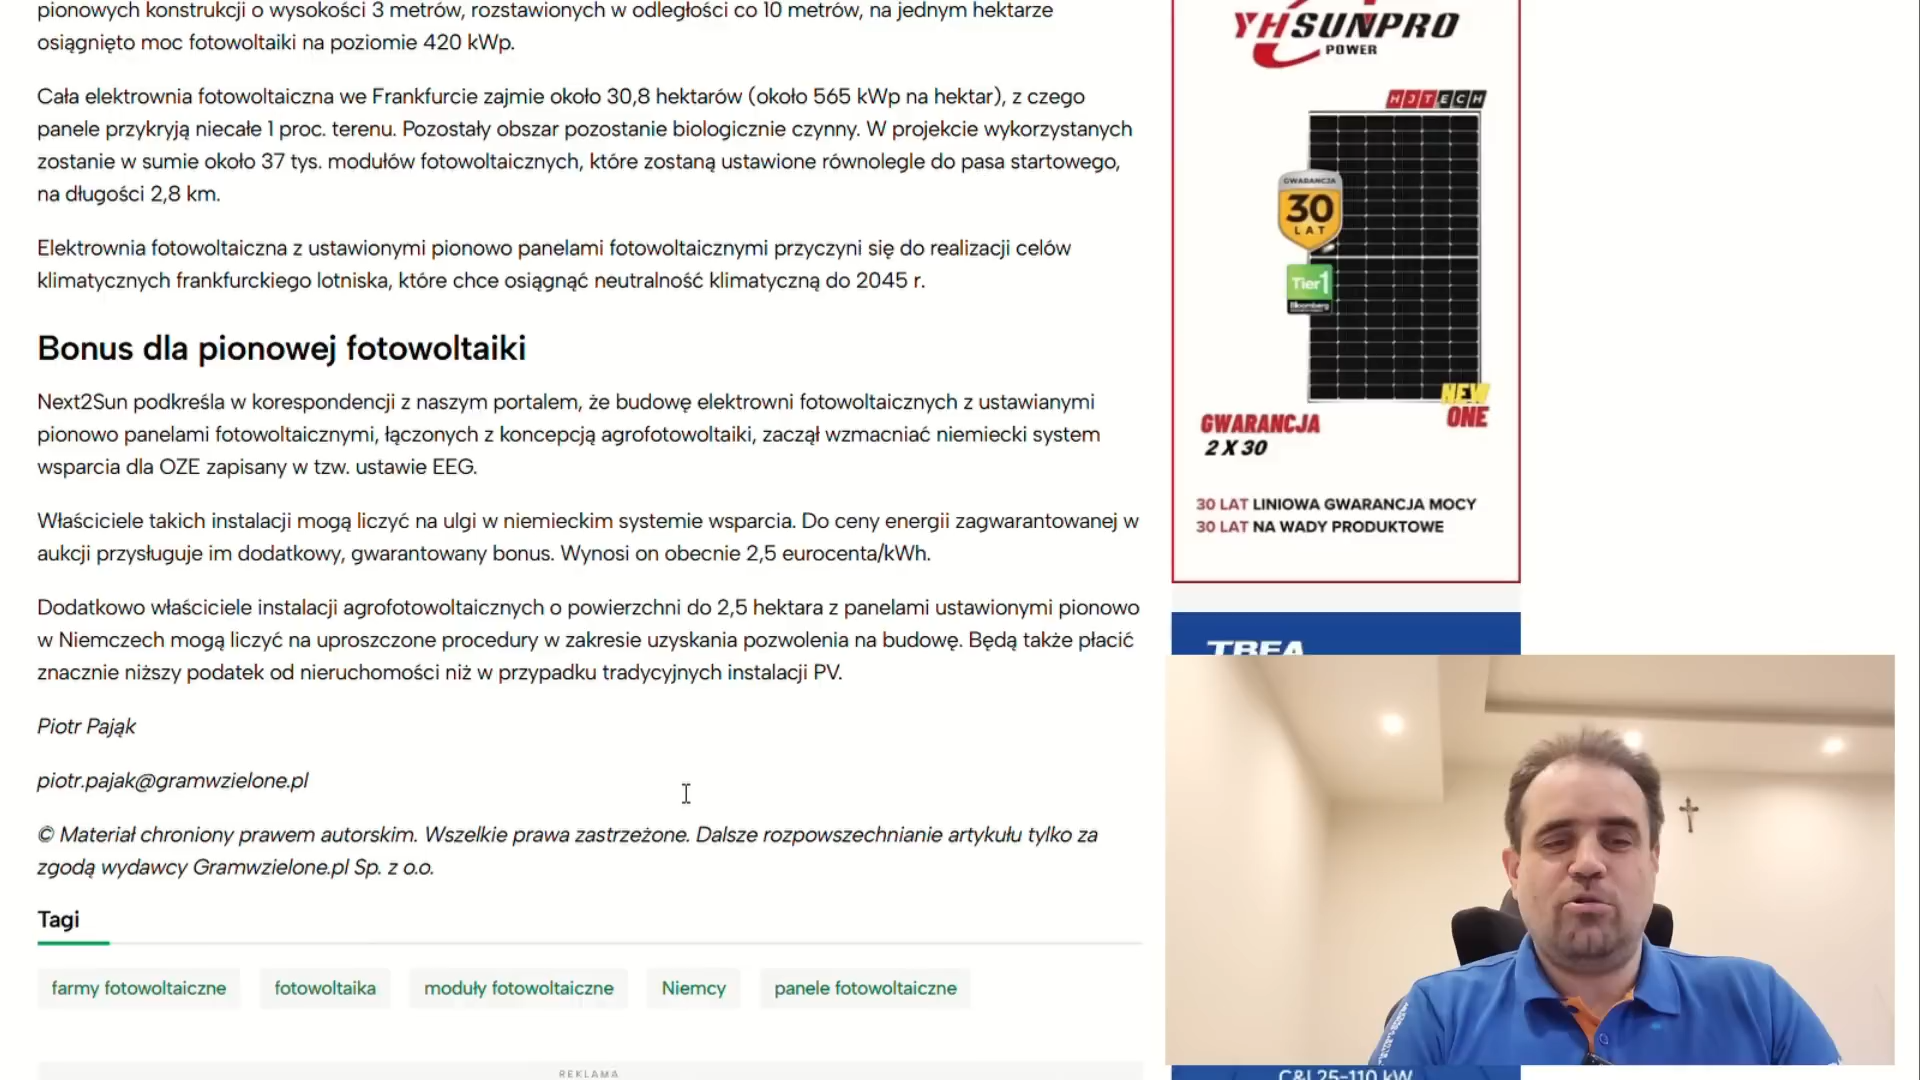 pionowych konstrukcji o wysokości 3 metrów, rozstawionych w odległości co 10 metrów, na jednym hektarze
osiągnięto moc fotowoltaiki na poziomie 420 kWp.
Cała elektrownia fotowoltaiczna we Frankfurcie zajmie około 30,8 hektarów (około 565 kWp na hektar), z czego
panele przykryją niecałe 1 proc. terenu. Pozostały obszar pozostanie biologicznie czynny. W projekcie wykorzystanych
zostanie w sumie około 37 tys. modułów fotowoltaicznych, które zostaną ustawione równolegle do pasa startowego,
na długości 2,8 km.
Elektrownia fotowoltaiczna z ustawionymi pionowo panelami fotowoltaicznymi przyczyni się do realizacji celów
klimatycznych frankfurckiego lotniska, które chce osiągnąć neutralność klimatyczną do 2045 r.
Bonus dla pionowej fotowoltaiki
Next2Sun podkreśla w korespondencji z naszym portalem, że budowę elektrowni fotowoltaicznych z ustawianymi
pionowo panelami fotowoltaicznymi, łączonych z koncepcją agrofotowoltaiki, zaczął wzmacniać niemiecki system
wsparcia dla OZE zapisany w tzw. ustawie EEG.
Właściciele takich instalacji mogą liczyć na ulgi w niemieckim systemie wsparcia. Do ceny energii zagwarantowanej w
aukcji przysługuje im dodatkowy, gwarantowany bonus. Wynosi on obecnie 2,5 eurocenta/kWh.
Dodatkowo właściciele instalacji agrofotowoltaicznych o powierzchni do 2,5 hektara z panelami ustawionymi pionowo
w Niemczech mogą liczyć na uproszczone procedury w zakresie uzyskania pozwolenia na budowę. Będą także płacić
znacznie niższy podatek od nieruchomości niż w przypadku tradycyjnych instalacji PV.
Piotr Pająk
piotr.pajak@gramwzielone.pl
© Materiał chroniony prawem autorskim. Wszelkie prawa zastrzeżone. Dalsze rozpowszechnianie artykułu tylko za
zgodą wydawcy Gramwzielone.pl Sp. z o.o.
Tagi
farmy fotowoltaiczne
fotowoltaika
moduły fotowoltaiczne
Niemcy
panele fotowoltaiczne
REKLAMA
YHSUNPRO
POWER
HJTECH
GWARANCJA
30
LAT
Tier1
Bloomberg
NEW
ONE
GWARANCJA
2 X 30
30 LAT LINIOWA GWARANCJA MOCY
30 LAT NA WADY PRODUKTOWE
TBEA
C&I 25-110 kW